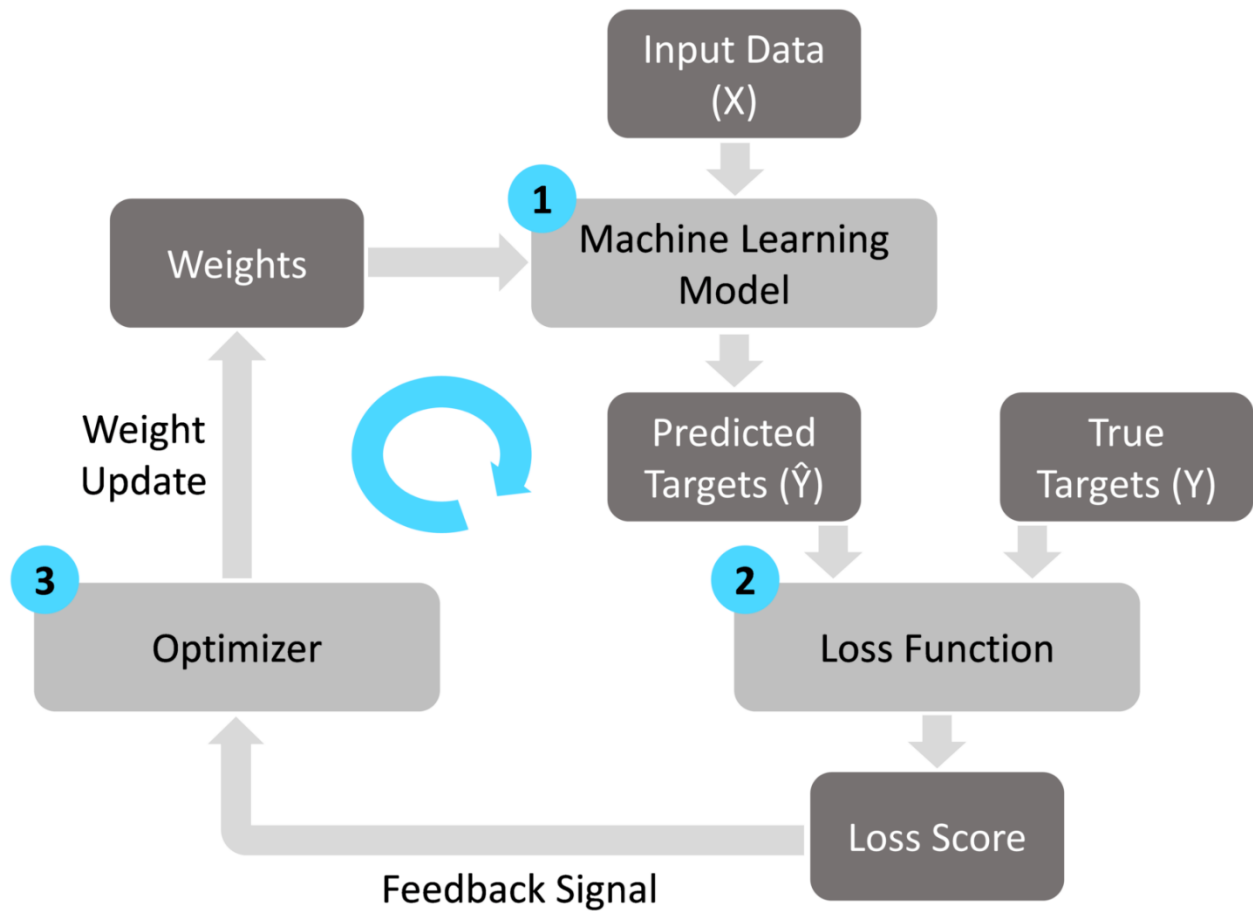 Input Data
(X)
1
Machine Learning
Model
Weights
Weight
Update
Predicted
Targets (Ŷ)
True
Targets (Y)
3
Optimizer
2
Loss Function
Loss Score
Feedback Signal